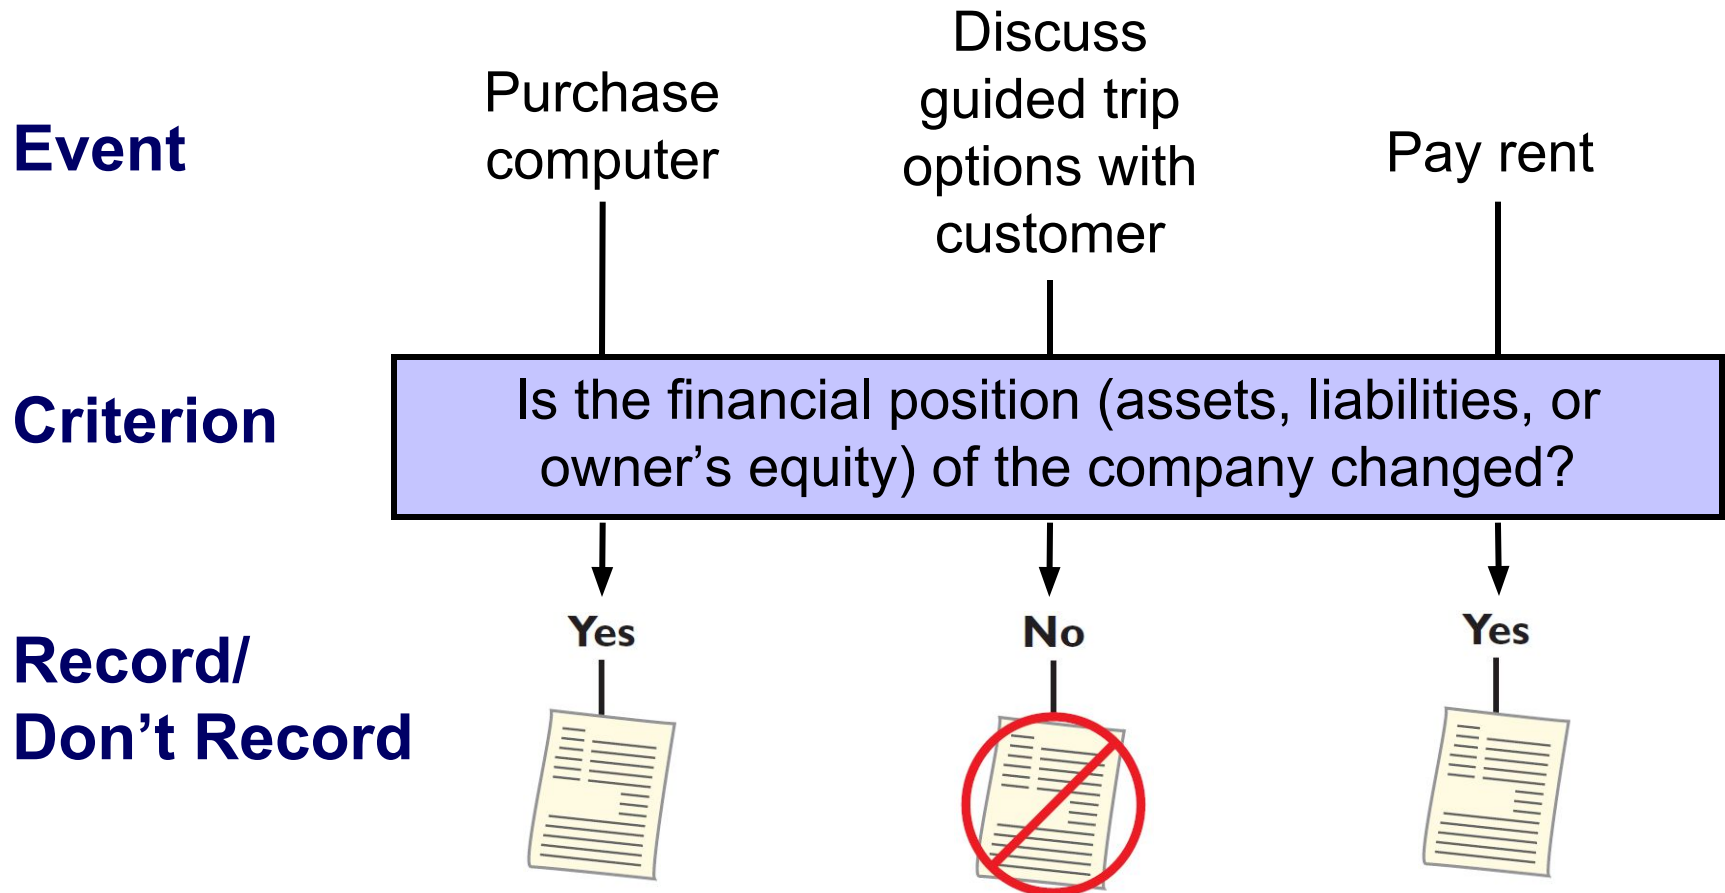 Event
Purchase
computer
Discuss
guided trip
options with
customer
Pay rent
Criterion
Is the financial position (assets, liabilities, or
owner’s equity) of the company changed?
Record/
Don’t Record
Yes
No
Yes